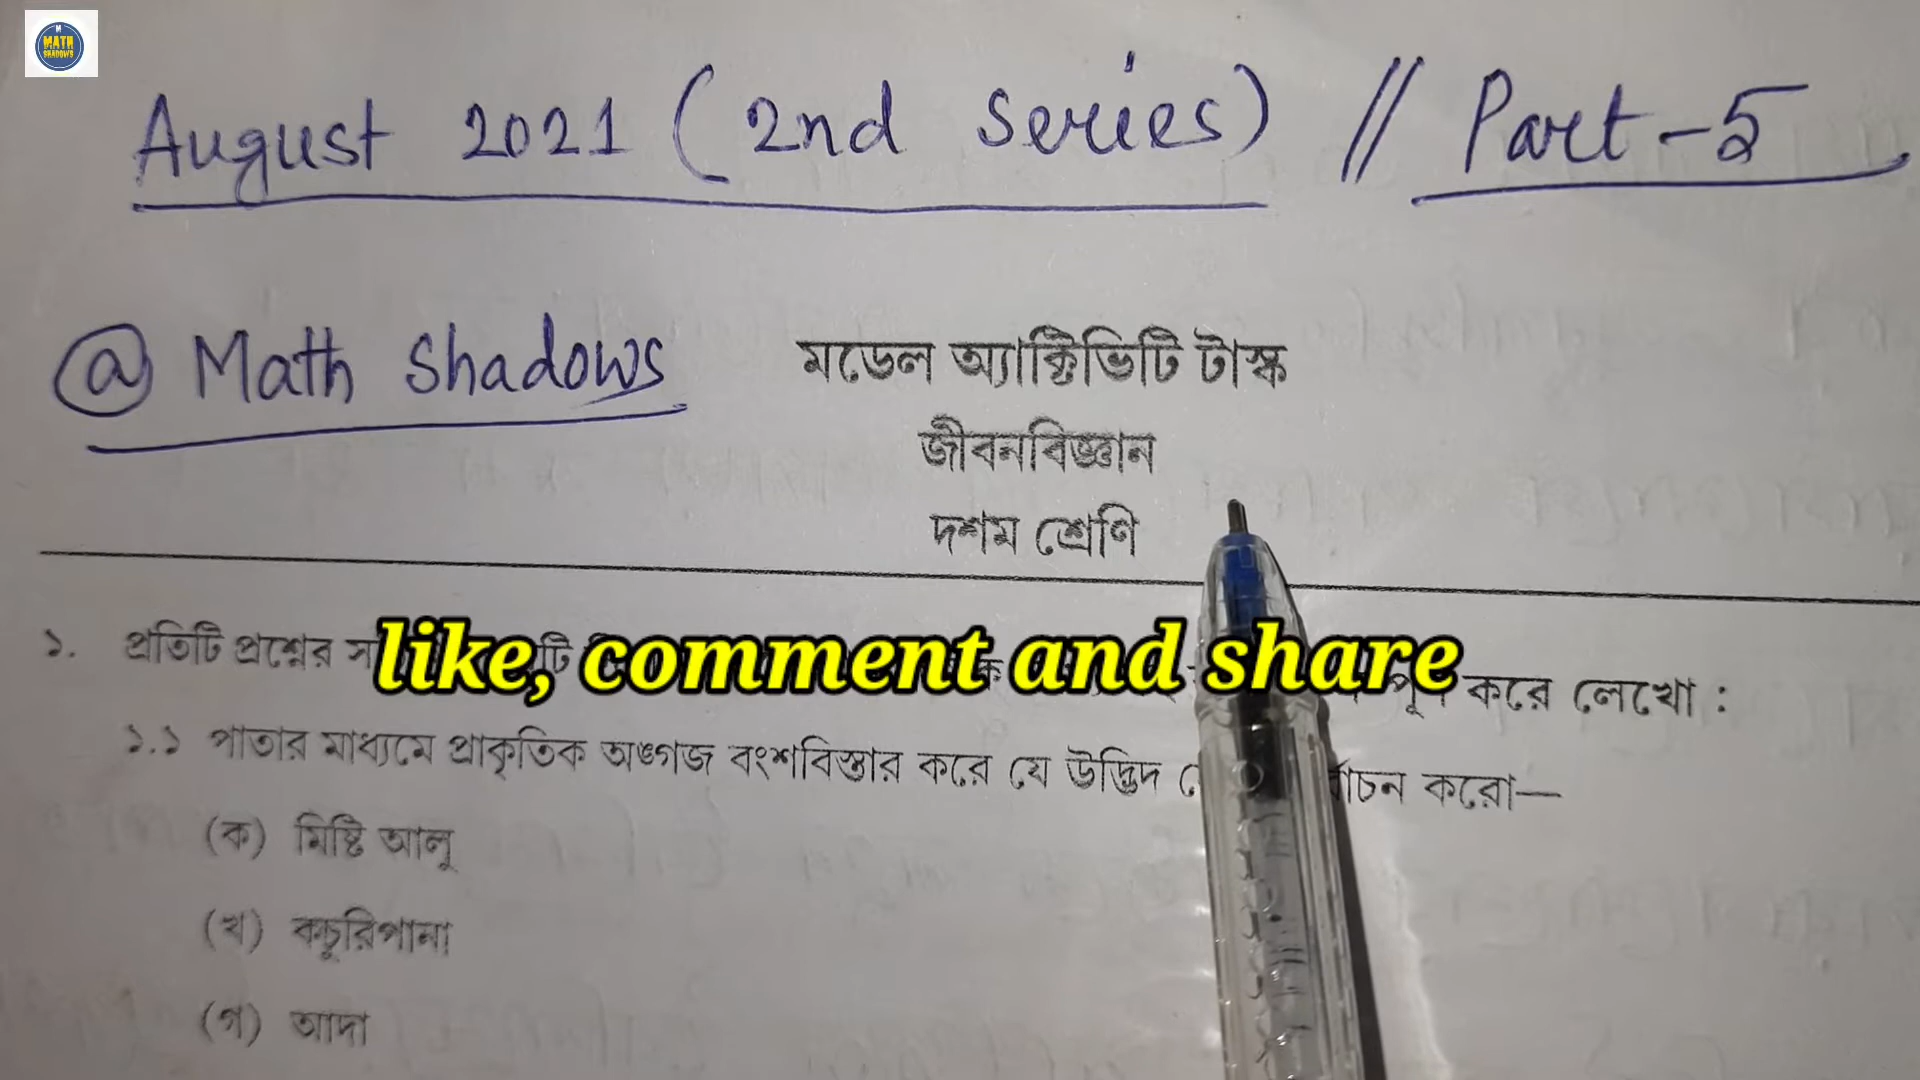 M
MATH
SHADOWS
August 2021 (2nd Series) // Part-5
@ Math Shadows
মডেল অ্যাক্টিভিটি টাস্ক
জীবনবিজ্ঞান
দশম শ্রেণি
১. প্রতিটি প্রশ্নের করে লেখো :
like, comment and share
১.১ পাতার মাধ্যমে প্রাকৃতিক অঙ্গজ বংশবিস্তার করে যে উদ্ভিদ করো—
(ক) মিষ্টি আলু
(খ) কচুরিপানা
(গ) আদা